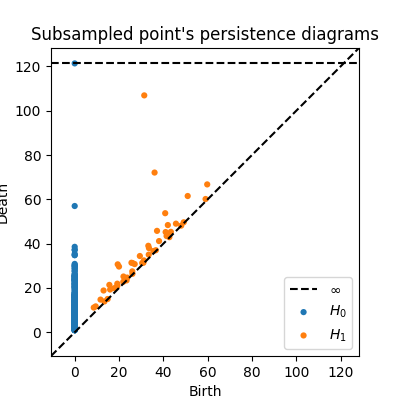 Subsampled point's persistence diagrams
Death
120
100
80
60
40
20
0
0 20 40 60 80 100 120
Birth
∞
H₀
H₁